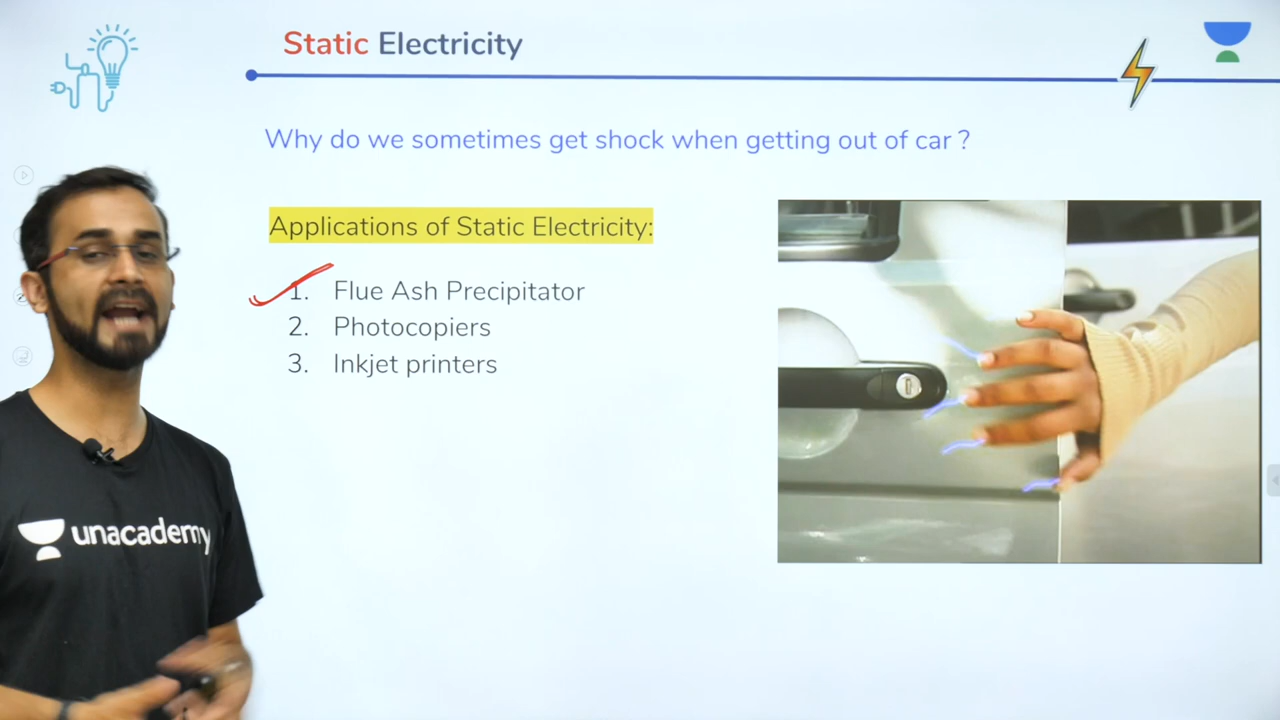 Static Electricity
Why do we sometimes get shock when getting out of car ?
Applications of Static Electricity:
1. Flue Ash Precipitator
2. Photocopiers
3. Inkjet printers
unacademy